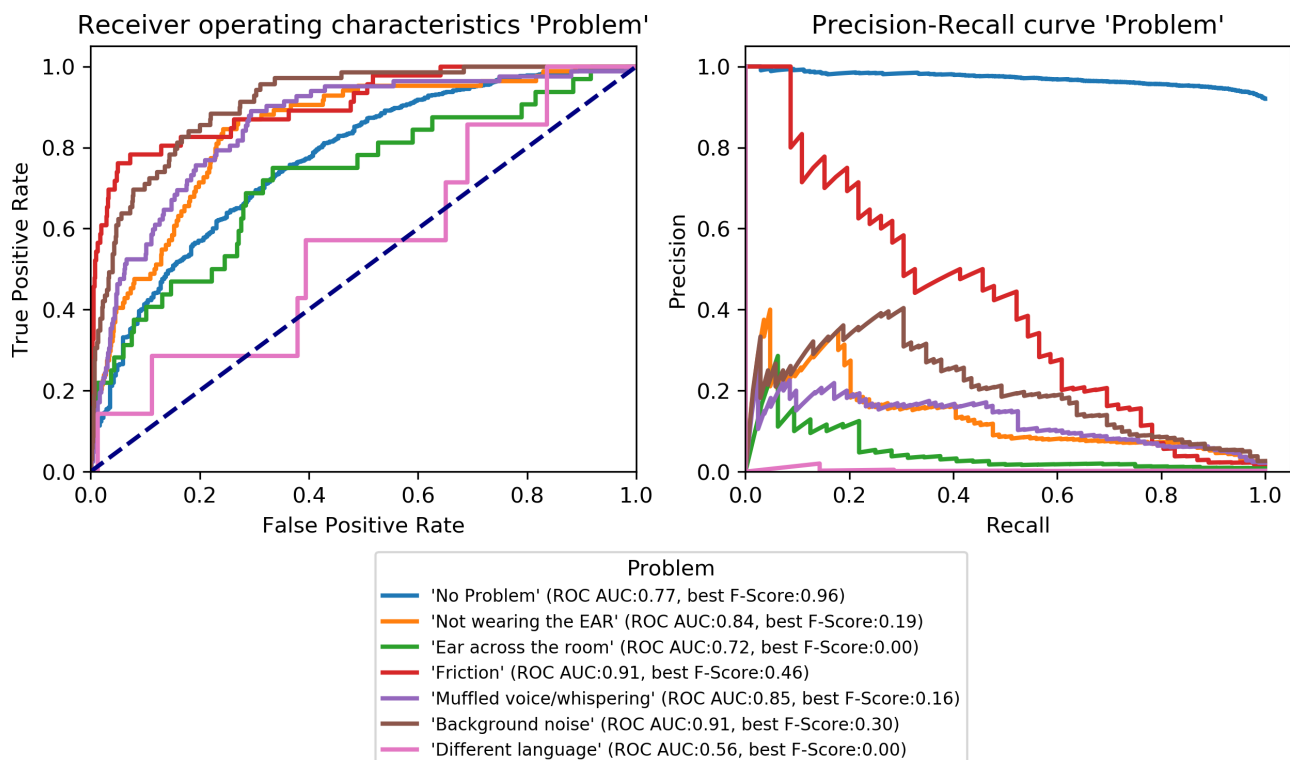 Receiver operating characteristics 'Problem'
1.0
0.8
0.6
0.4
0.2
0.0
True Positive Rate
0.0 0.2 0.4 0.6 0.8 1.0
False Positive Rate
Precision-Recall curve 'Problem'
1.0
0.8
0.6
0.4
0.2
0.0
Precision
0.0 0.2 0.4 0.6 0.8 1.0
Recall
Problem
'No Problem' (ROC AUC:0.77, best F-Score:0.96)
'Not wearing the EAR' (ROC AUC:0.84, best F-Score:0.19)
'Ear across the room' (ROC AUC:0.72, best F-Score:0.00)
'Friction' (ROC AUC:0.91, best F-Score:0.46)
'Muffled voice/whispering' (ROC AUC:0.85, best F-Score:0.16)
'Background noise' (ROC AUC:0.91, best F-Score:0.30)
'Different language' (ROC AUC:0.56, best F-Score:0.00)